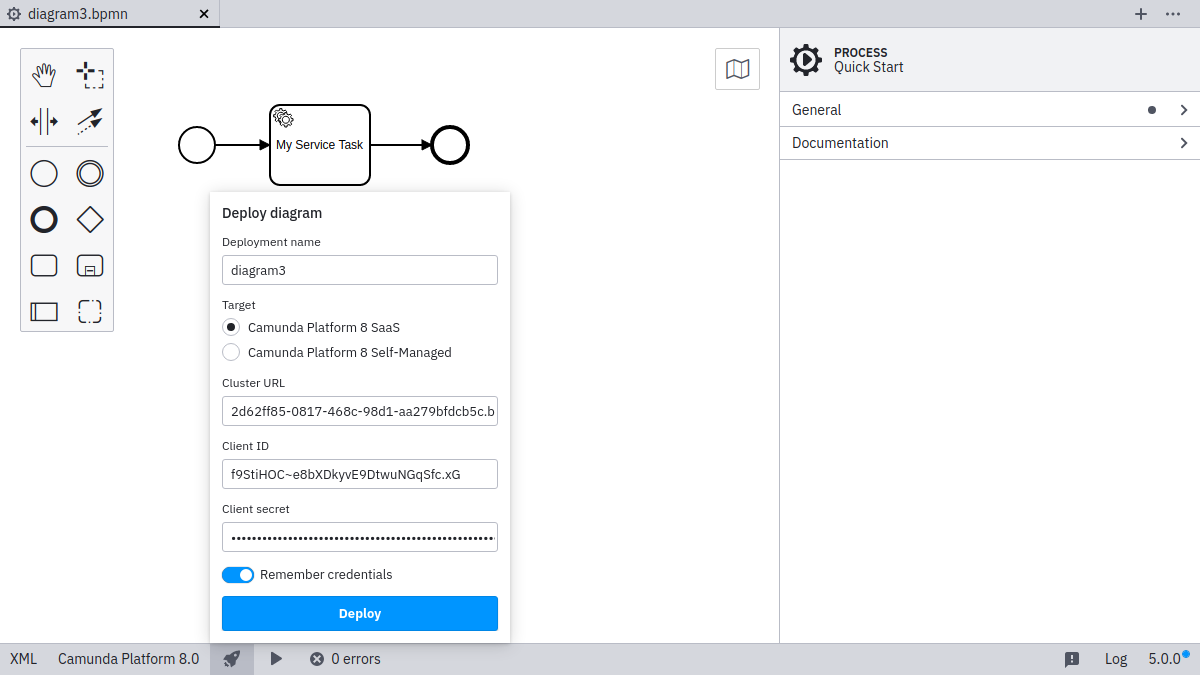 diagram3.bpmn
PROCESS
Quick Start
General
Documentation
My Service Task
Deploy diagram
Deployment name
diagram3
Target
Camunda Platform 8 SaaS
Camunda Platform 8 Self-Managed
Cluster URL
2d62ff85-0817-468c-98d1-aa279bfdcb5c.b
Client ID
f9StiHOC~e8bXDkyvE9DtwuNGqSfc.xG
Client secret
Remember credentials
Deploy
XML Camunda Platform 8.0 0 errors Log 5.0.0